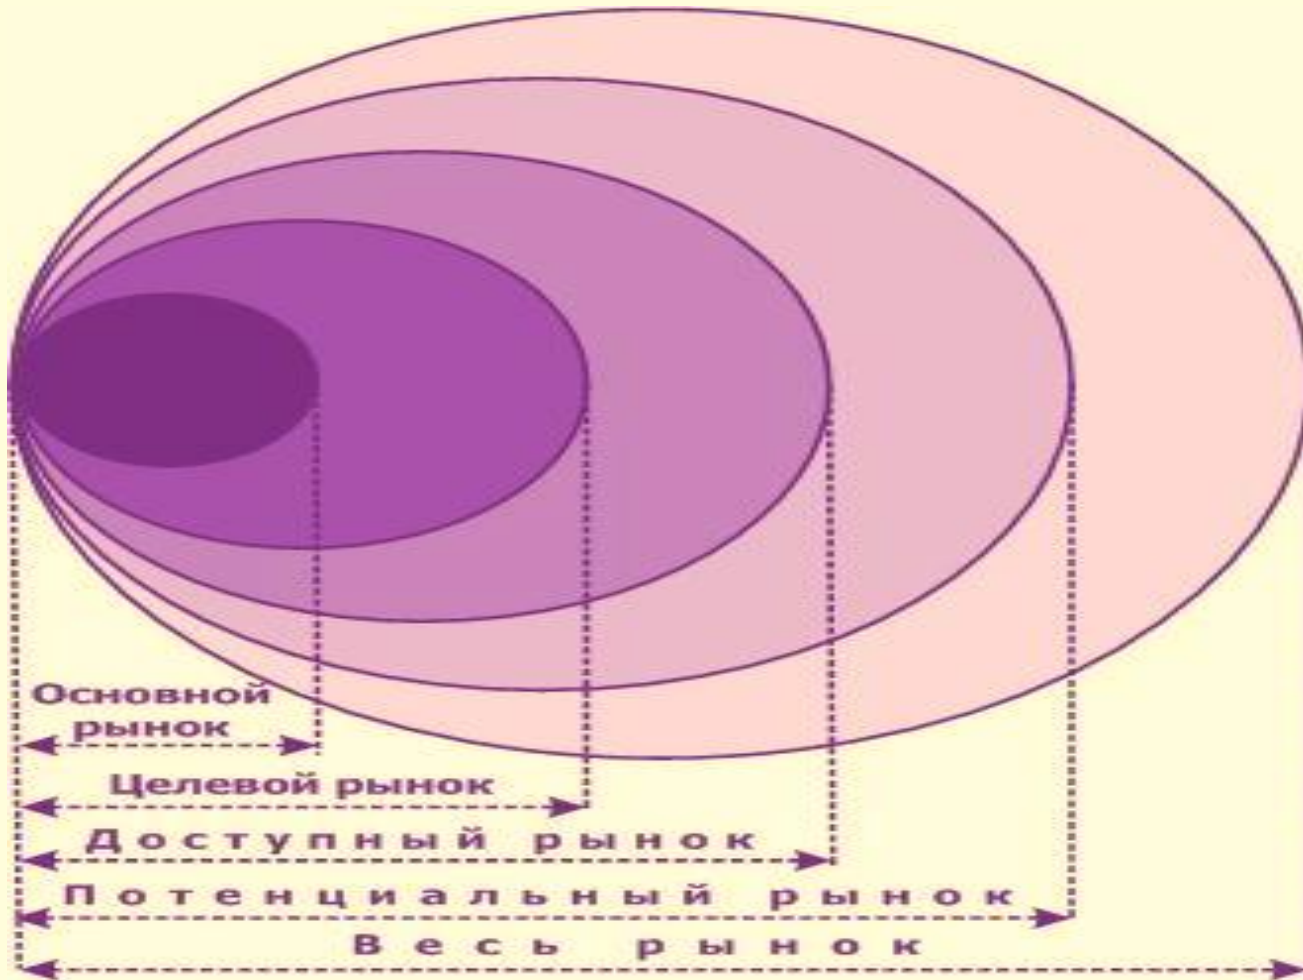 Основной
рынок
Целевой рынок
Доступный рынок
Потенциальный рынок
Весь рынок